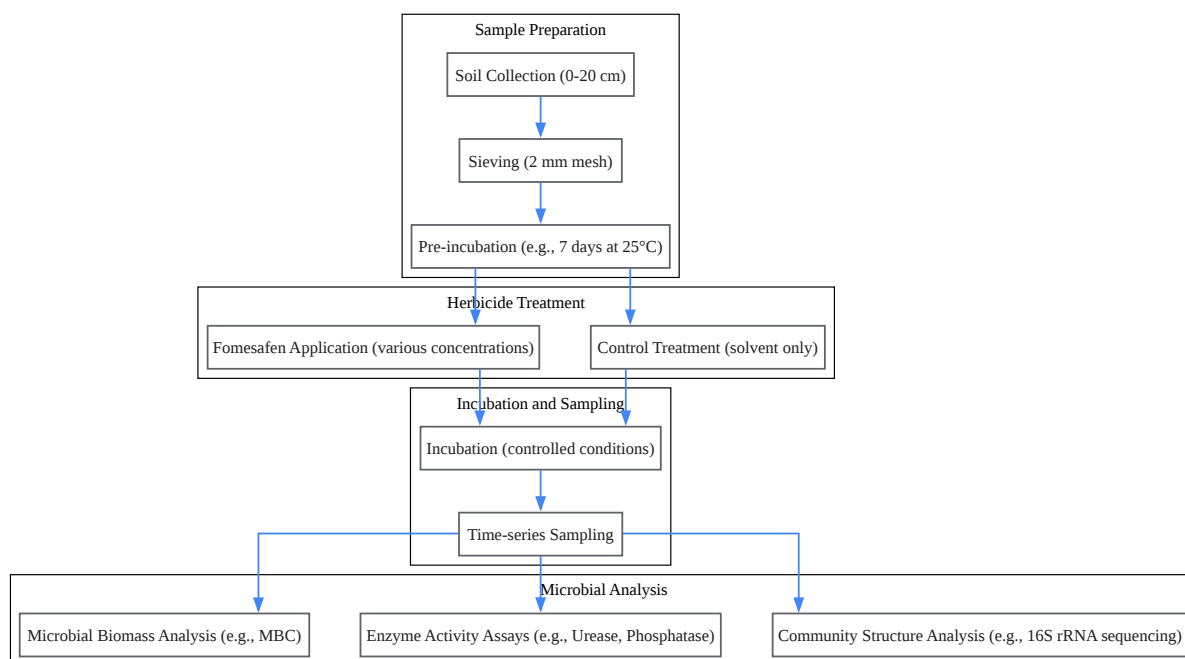 Sample Preparation
Soil Collection (0-20 cm)
Sieving (2 mm mesh)
Pre-incubation (e.g., 7 days at 25°C)
Herbicide Treatment
Fomesafen Application (various concentrations)
Control Treatment (solvent only)
Incubation and Sampling
Incubation (controlled conditions)
Time-series Sampling
Microbial Analysis
Microbial Biomass Analysis (e.g., MBC)
Enzyme Activity Assays (e.g., Urease, Phosphatase)
Community Structure Analysis (e.g., 16S rRNA sequencing)